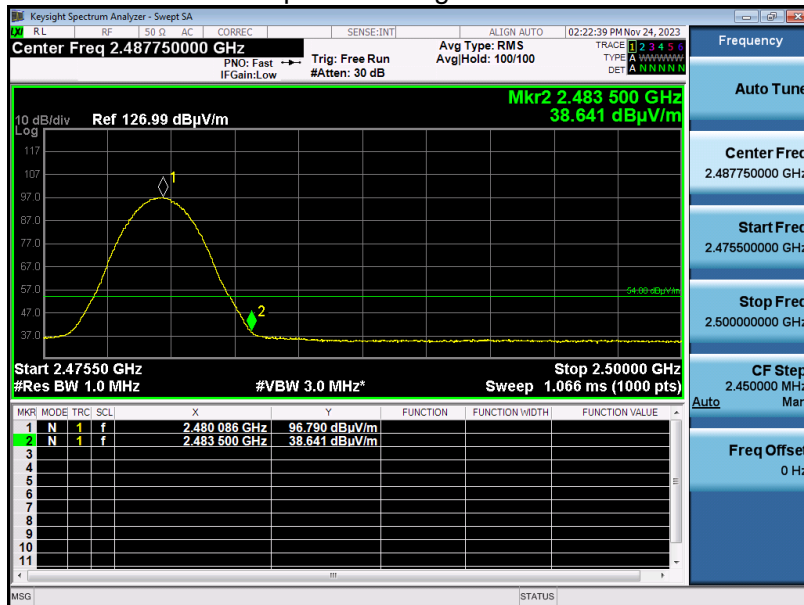 Keysight Spectrum Analyzer - Swept SA
LXI RL RF 50 Ω AC CORREC SENSE:INT ALIGN AUTO 02:22:39 PM Nov 24, 2023
Center Freq 2.487750000 GHz
PNO: Fast
IFGain:Low
Trig: Free Run
#Atten: 30 dB
Avg Type: RMS
Avg|Hold: 100/100
TRACE 1 2 3 4 5 6
TYPE A WWWWW
DET A N N N N N
Mkr2 2.483 500 GHz
38.641 dBµV/m
10 dB/div Ref 126.99 dBµV/m
Log
117
107
97.0
87.0
77.0
67.0
57.0
47.0
37.0
1
2
54.00 dBµV/m
Start 2.47550 GHz Stop 2.50000 GHz
#Res BW 1.0 MHz #VBW 3.0 MHz* Sweep 1.066 ms (1000 pts)
MKR MODE TRC SCL X Y FUNCTION FUNCTION WIDTH FUNCTION VALUE
1 N 1 f 2.480 086 GHz 96.790 dBµV/m
2 N 1 f 2.483 500 GHz 38.641 dBµV/m
3
4
5
6
7
8
9
10
11
MSG STATUS
Frequency
Auto Tune
Center Freq
2.487750000 GHz
Start Freq
2.475500000 GHz
Stop Freq
2.500000000 GHz
CF Step
2.450000 MHz
Auto Man
Freq Offset
0 Hz